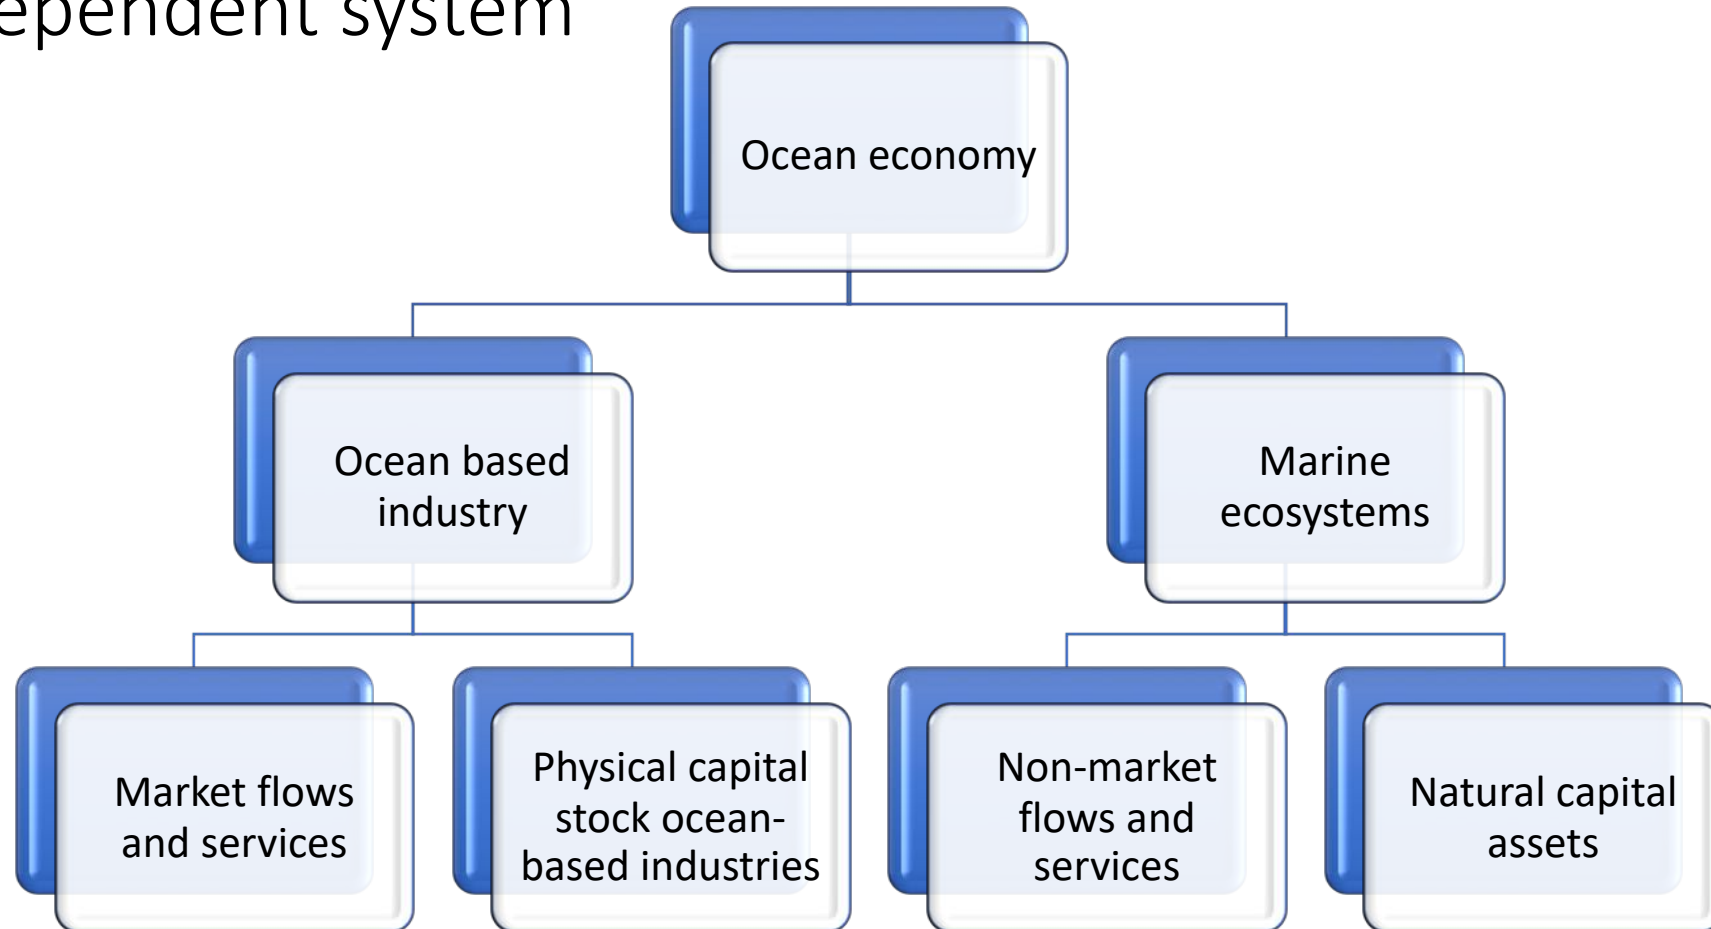 ependent system
Ocean economy
Ocean based
industry
Marine
ecosystems
Market flows
and services
Physical capital
stock ocean-
based industries
Non-market
flows and
services
Natural capital
assets